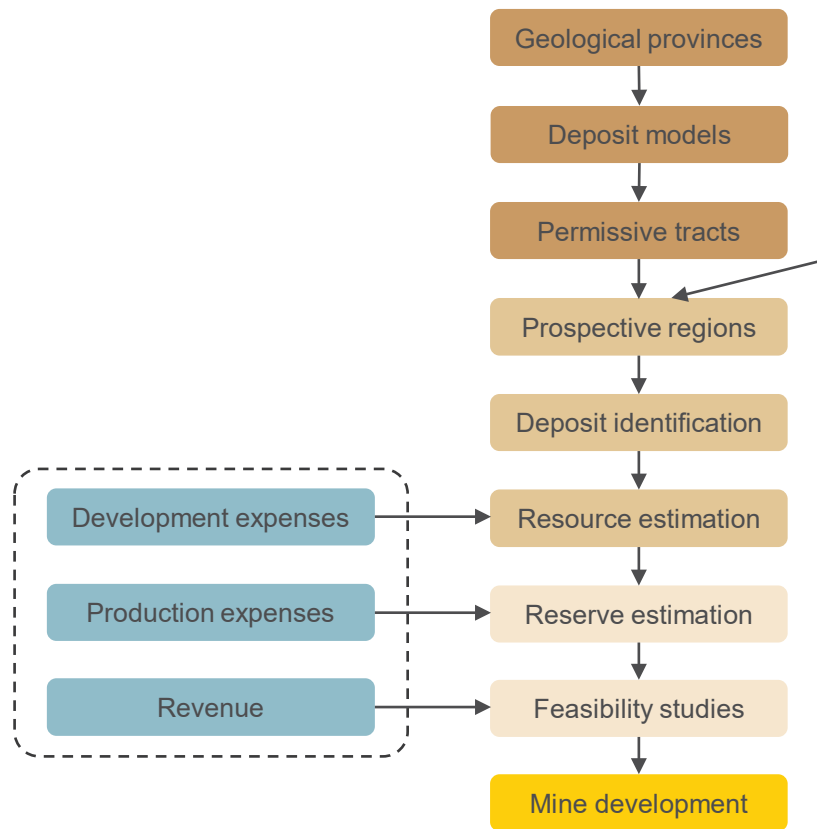 Geological provinces
Deposit models
Permissive tracts
Prospective regions
Deposit identification
Development expenses
Resource estimation
Production expenses
Reserve estimation
Revenue
Feasibility studies
Mine development